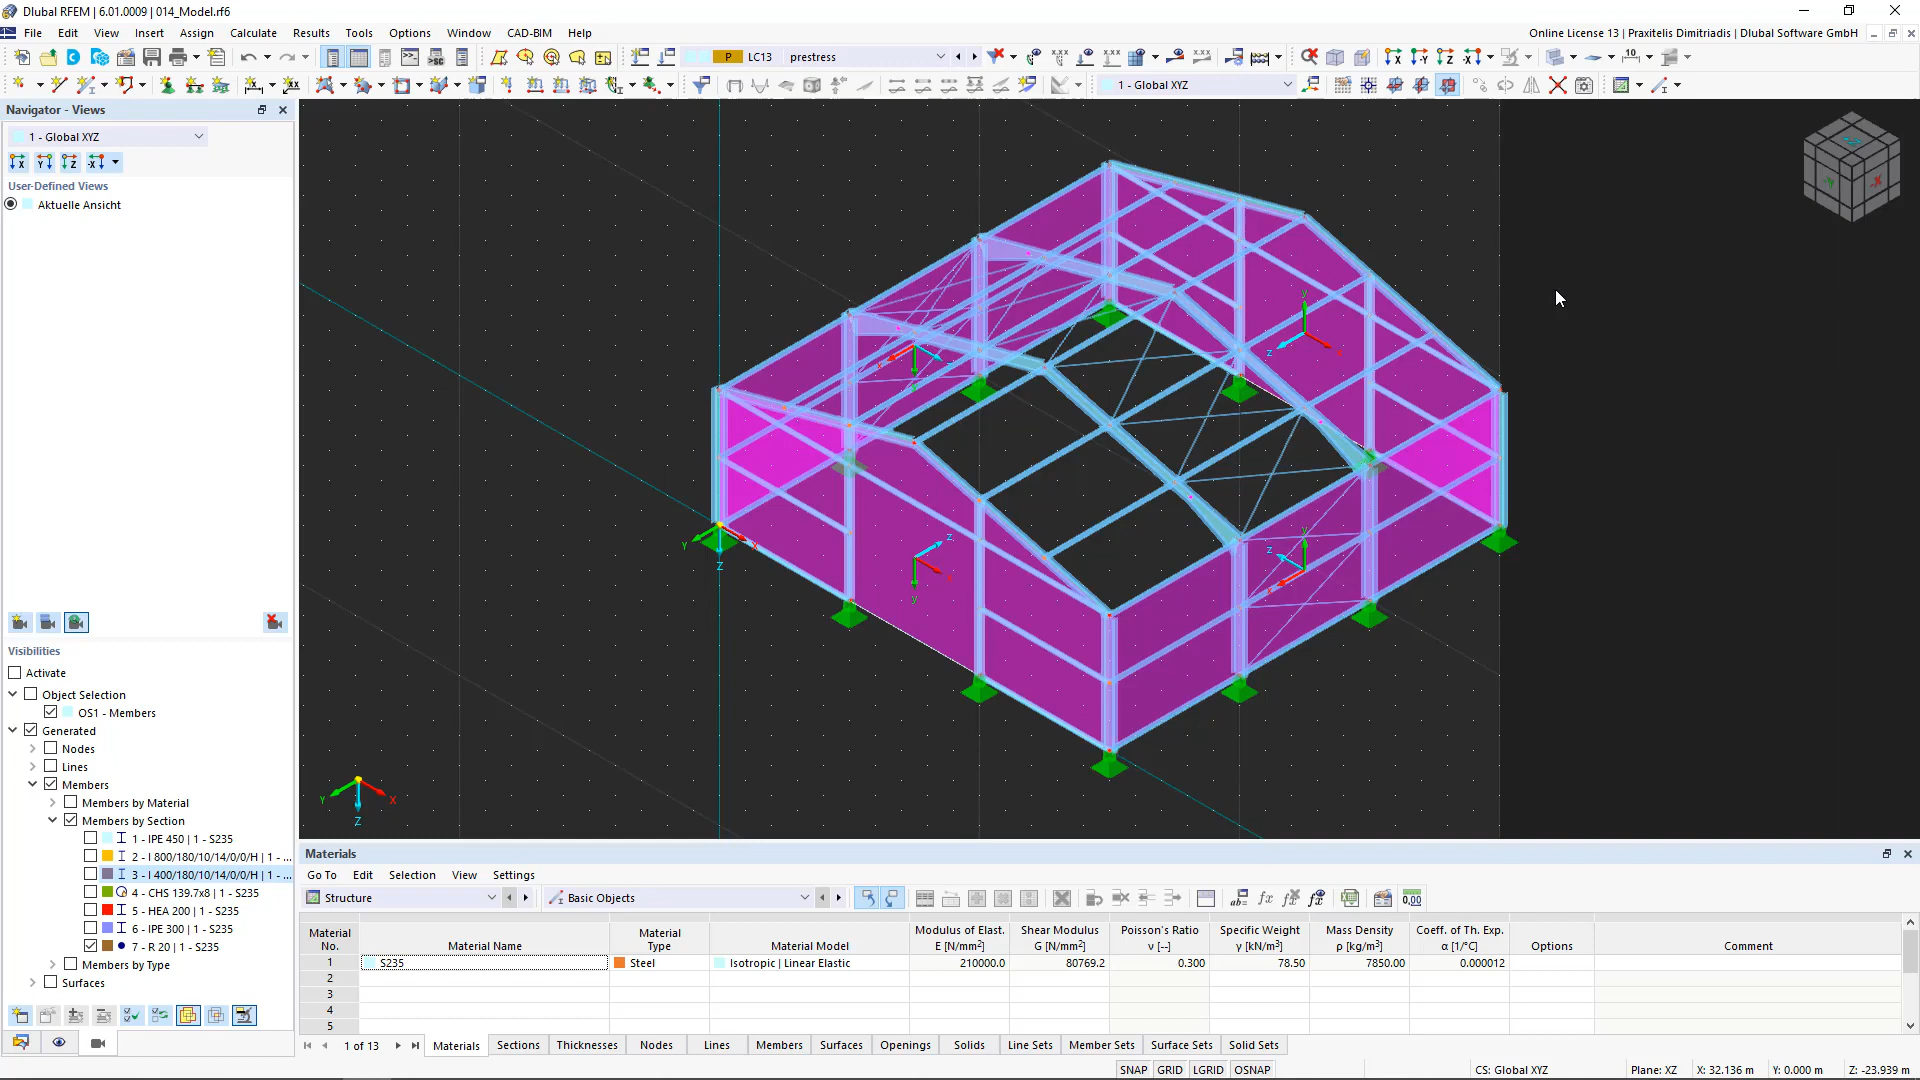 Dlubal RFEM | 6.01.0009 | 014_Model.rf6
File Edit View Insert Assign Calculate Results Tools Options Window CAD-BIM Help
Online License 13 | Praxitelis Dimitriadis | Dlubal Software GmbH
P LC13 prestress
1 - Global XYZ
Navigator - Views
1 - Global XYZ
User-Defined Views
Aktuelle Ansicht
Visibilities
Activate
Object Selection
OS1 - Members
Generated
Nodes
Lines
Members
Members by Material
Members by Section
1 - IPE 450 | 1 - S235
2 - I 800/180/10/14/0/0/H | 1 - ...
3 - I 400/180/10/14/0/0/H | 1 - ...
4 - CHS 139.7x8 | 1 - S235
5 - HEA 200 | 1 - S235
6 - IPE 300 | 1 - S235
7 - R 20 | 1 - S235
Members by Type
Surfaces
Materials
Go To Edit Selection View Settings
Structure Basic Objects
Material No. Material Name Material Type Material Model Modulus of Elast. E [N/mm²] Shear Modulus G [N/mm²] Poisson's Ratio ν [--] Specific Weight γ [kN/m³] Mass Density ρ [kg/m³] Coeff. of Th. Exp. α [1/°C] Options Comment
1 S235 Steel Isotropic | Linear Elastic 210000.0 80769.2 0.300 78.50 7850.00 0.000012
2
3
4
5
1 of 13 Materials Sections Thicknesses Nodes Lines Members Surfaces Openings Solids Line Sets Member Sets Surface Sets Solid Sets
SNAP GRID LGRID OSNAP CS: Global XYZ Plane: XZ X: 32.136 m Y: 0.000 m Z: -23.939 m